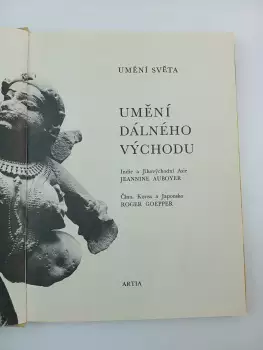 UMĚNÍ SVĚTA
UMĚNÍ
DÁLNÉHO
VÝCHODU
Indie a Jihovýchodní Asie
JEANNINE AUBOYER
Čína, Korea a Japonsko
ROGER GOEPPER
ARTIA